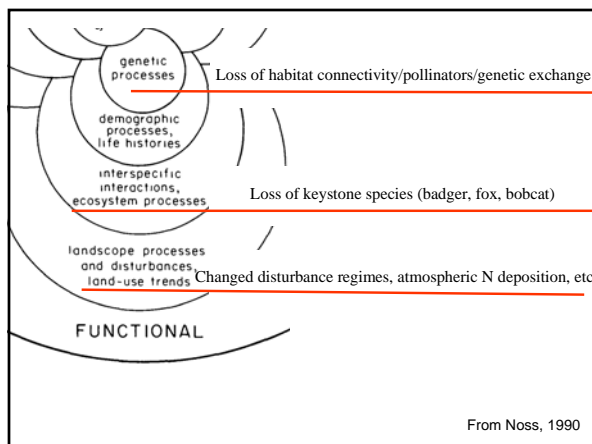 genetic
processes
Loss of habitat connectivity/pollinators/genetic exchange
demographic
processes,
life histories
interspecific
interactions,
ecosystem processes
Loss of keystone species (badger, fox, bobcat)
landscape processes
and disturbances,
land-use trends
Changed disturbance regimes, atmospheric N deposition, etc
FUNCTIONAL
From Noss, 1990